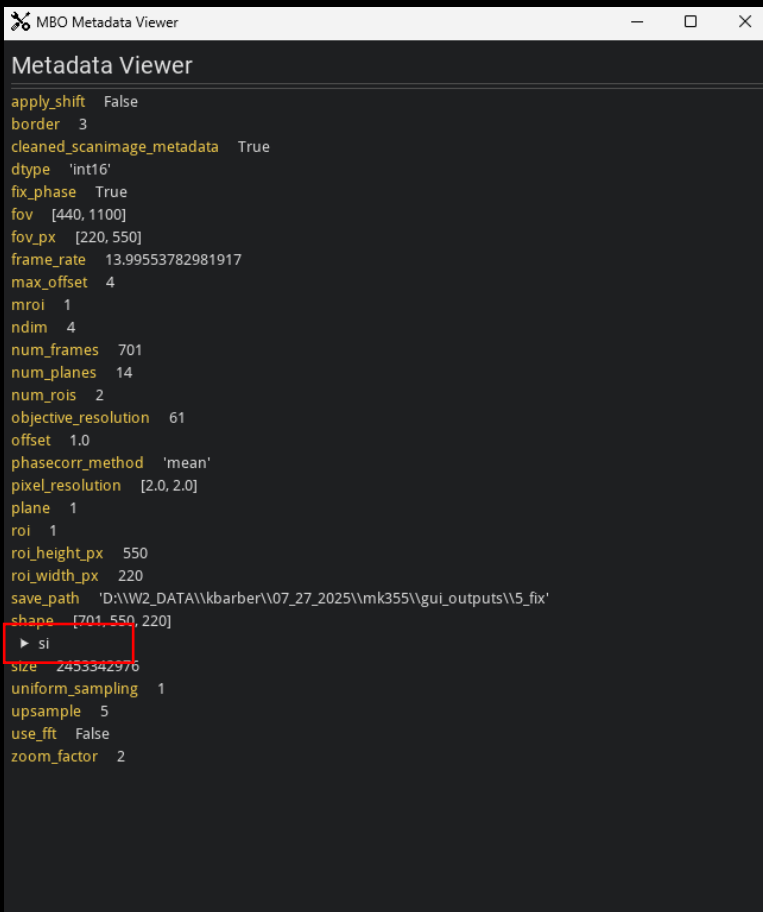 MBO Metadata Viewer
Metadata Viewer
apply_shift False
border 3
cleaned_scanimage_metadata True
dtype 'int16'
fix_phase True
fov [440, 1100]
fov_px [220, 550]
frame_rate 13.99553782981917
max_offset 4
mroi 1
ndim 4
num_frames 701
num_planes 14
num_rois 2
objective_resolution 61
offset 1.0
phasecorr_method 'mean'
pixel_resolution [2.0, 2.0]
plane 1
roi 1
roi_height_px 550
roi_width_px 220
save_path 'D:\\W2_DATA\\kbarber\\07_27_2025\\mk355\\gui_outputs\\5_fix'
shape [701, 550, 220]
si
size 2453342976
uniform_sampling 1
upsample 5
use_fft False
zoom_factor 2